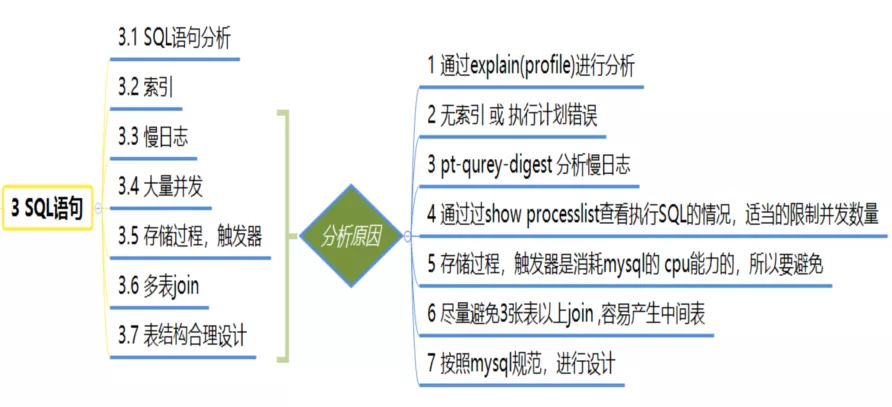 3 SQL语句
3.1 SQL语句分析
3.2 索引
3.3 慢日志
3.4 大量并发
3.5 存储过程，触发器
3.6 多表join
3.7 表结构合理设计
分析原因
1 通过explain(profile)进行分析
2 无索引 或 执行计划错误
3 pt-qurey-digest 分析慢日志
4 通过过show processlist查看执行SQL的情况，适当的限制并发数量
5 存储过程，触发器是消耗mysql的 cpu能力的，所以要避免
6 尽量避免3张表以上join ,容易产生中间表
7 按照mysql规范，进行设计